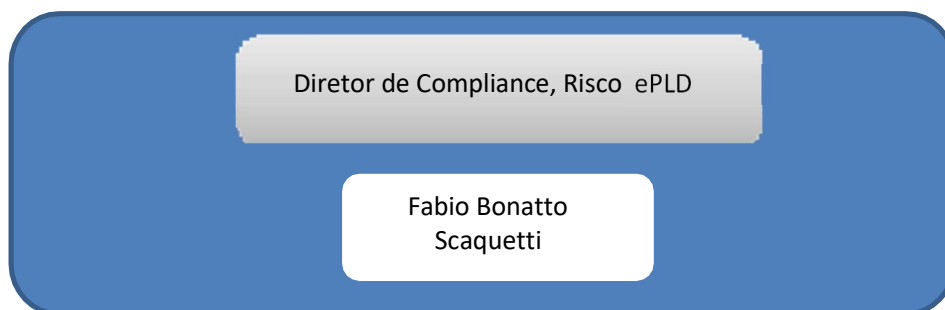 Diretor de Compliance, Risco ePLD
Fabio Bonatto
Scaquetti